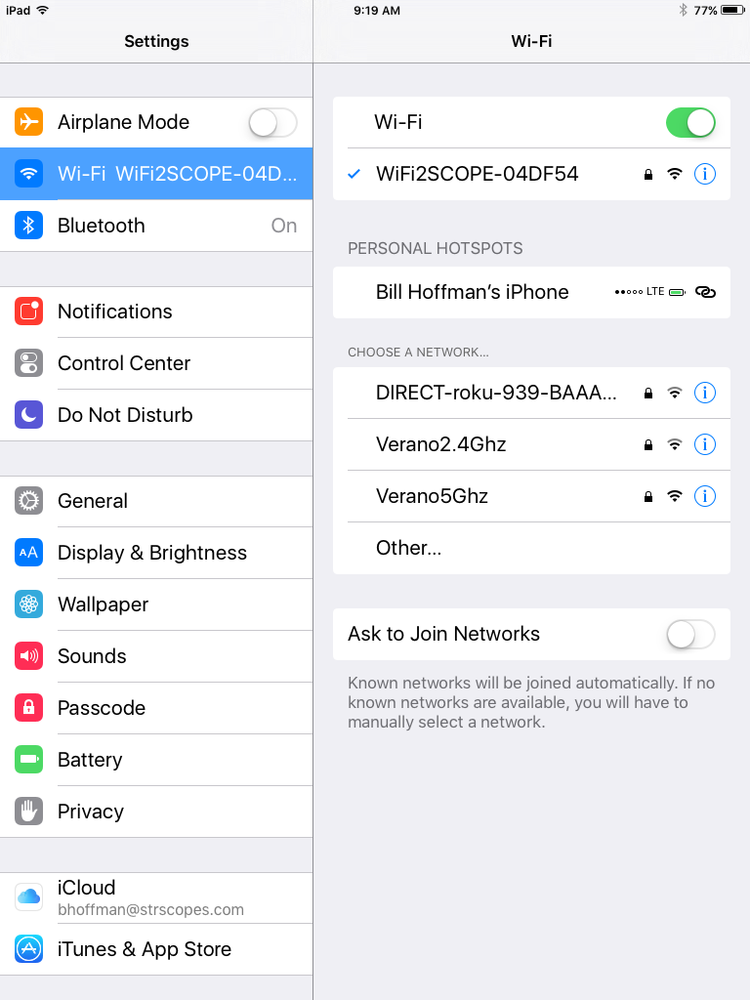 iPad 9:19 AM 77%
Settings
Airplane Mode
Wi-Fi WiFi2SCOPE-04D...
Bluetooth On
Notifications
Control Center
Do Not Disturb
General
AA Display & Brightness
Wallpaper
Sounds
Passcode
Battery
Privacy
iCloud
bhoffman@strscopes.com
iTunes & App Store
Wi-Fi
Wi-Fi
WiFi2SCOPE-04DF54
PERSONAL HOTSPOTS
Bill Hoffman’s iPhone LTE
CHOOSE A NETWORK...
DIRECT-roku-939-BAAA...
Verano2.4Ghz
Verano5Ghz
Other...
Ask to Join Networks
Known networks will be joined automatically. If no
known networks are available, you will have to
manually select a network.